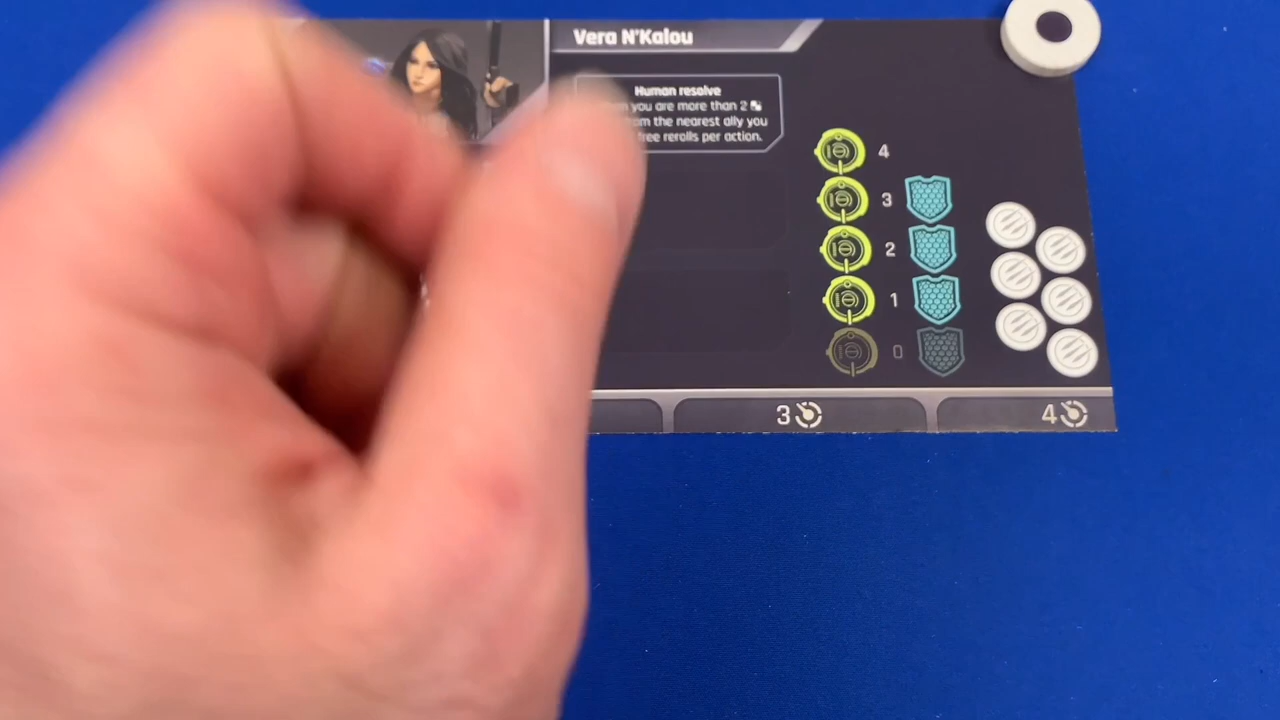 Vera N'Kalou
Human resolve
you are more than 2
the nearest ally you
free rerolls per action.
4
3
2
1
0
3
4